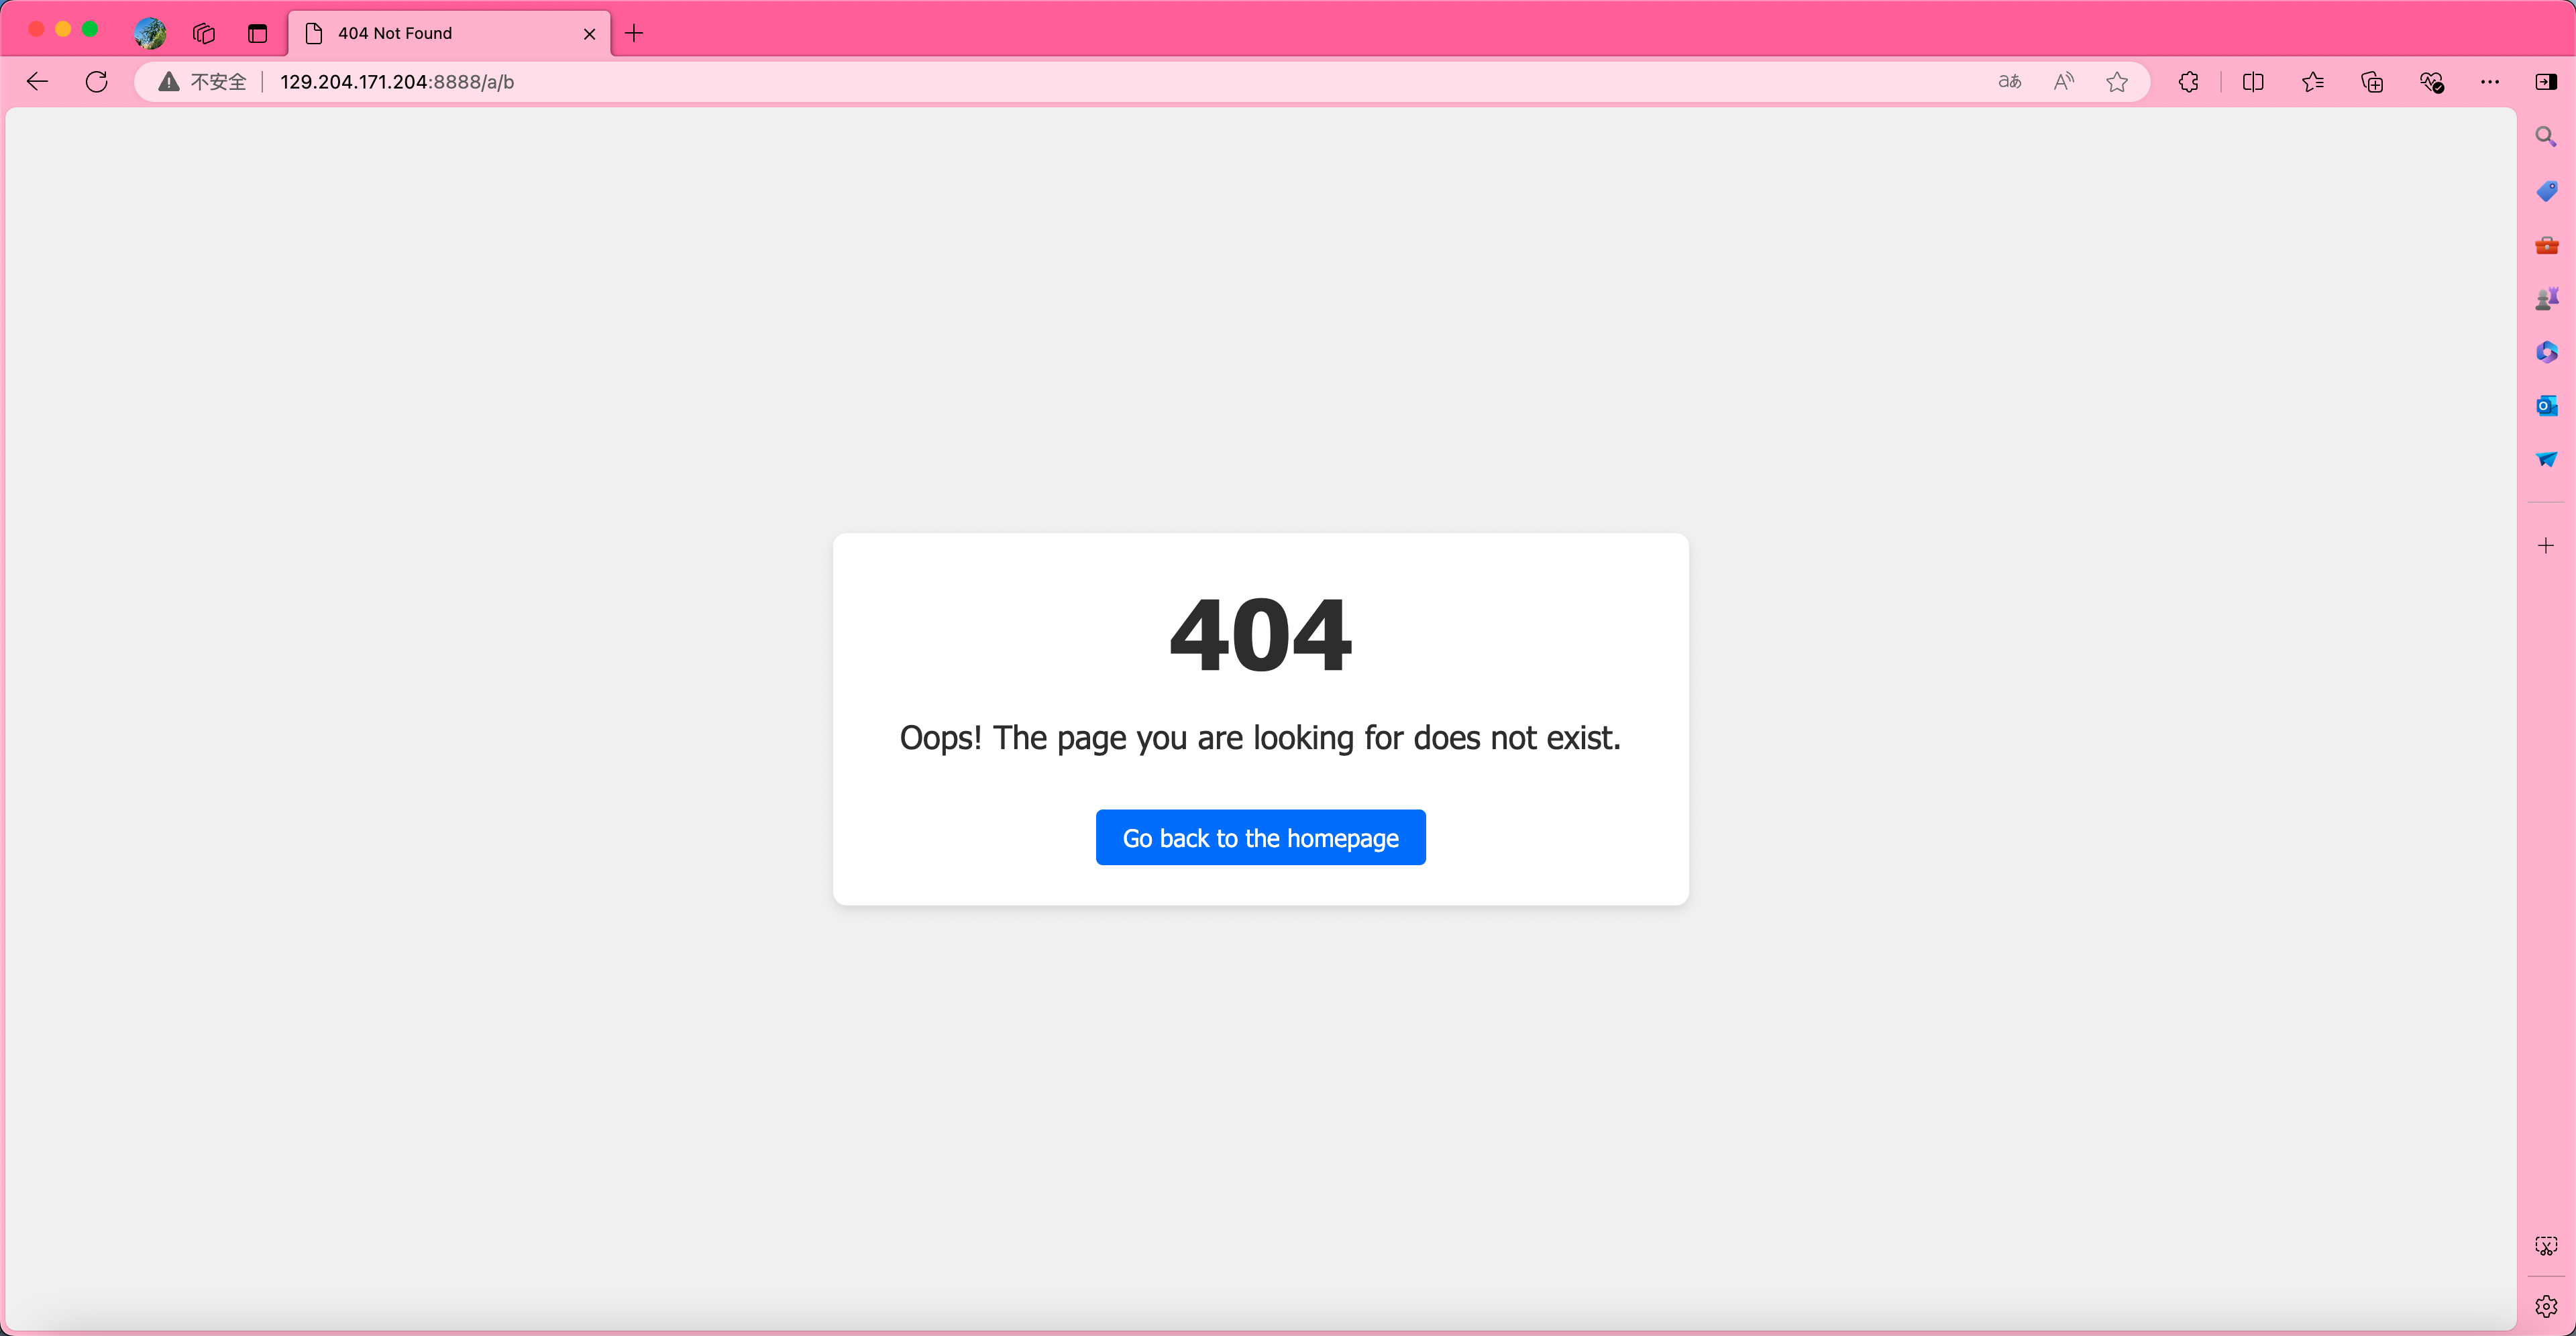 404 Not Found
不安全 129.204.171.204:8888/a/b
404
Oops! The page you are looking for does not exist.
Go back to the homepage